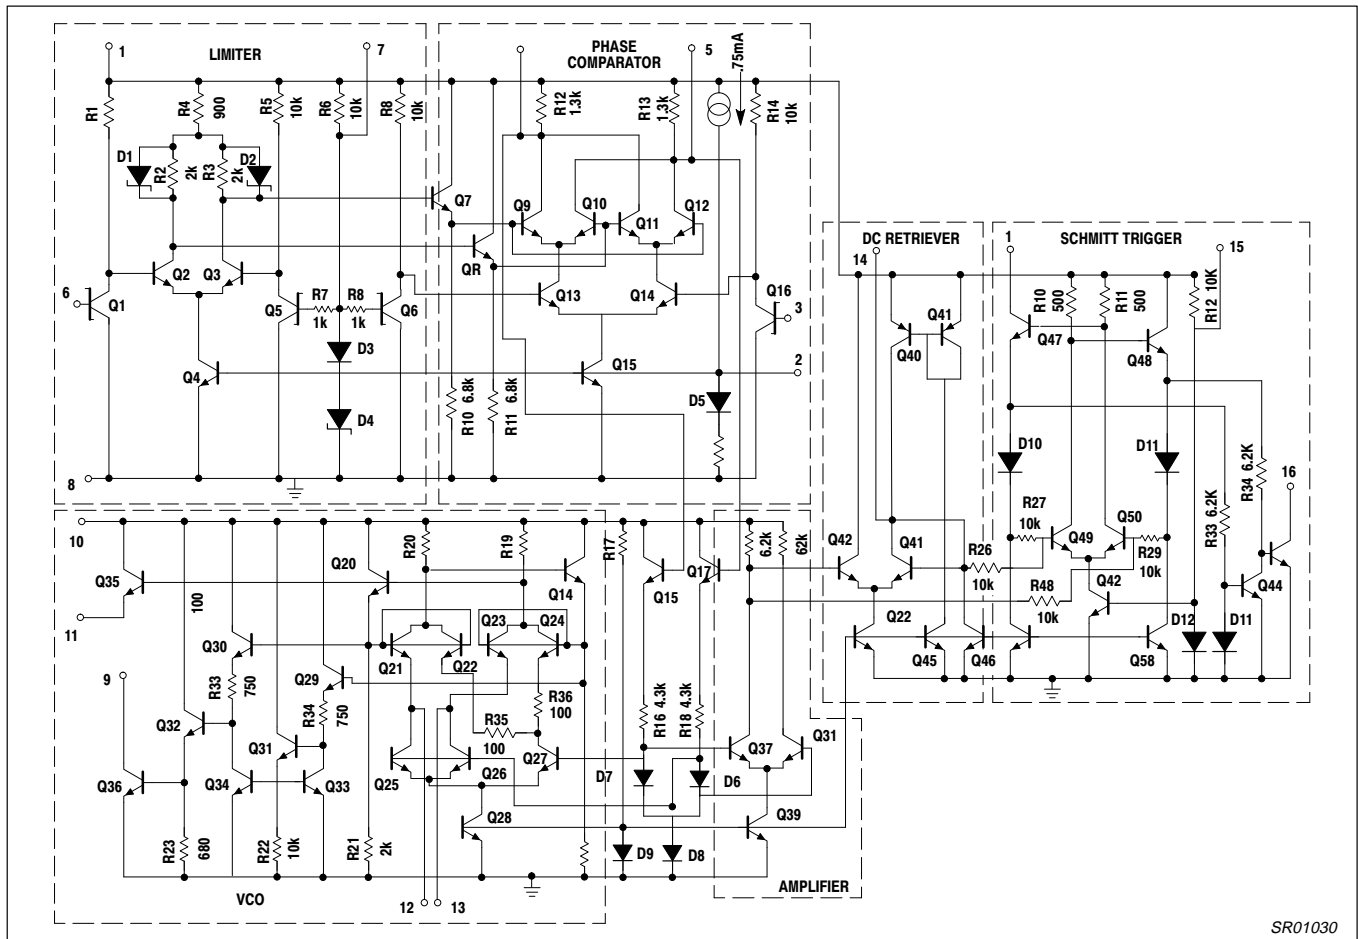 LIMITER
PHASE
COMPARATOR
1
7
5
.75mA
R1
R4
900
R5
10k
R6
10k
R8
10k
R12
1.3k
R13
1.3k
R14
10k
D1
R2
2k
R3
2k
D2
Q7
Q9
Q10
Q11
Q12
Q2
Q3
QR
6
Q1
Q5
R7
1k
R8
1k
Q6
Q13
Q14
Q16
3
D3
Q4
Q15
2
D4
R10 6.8k
R11 6.8k
D5
8
DC RETRIEVER
14
SCHMITT TRIGGER
1
15
R10
500
R11
500
R12 10K
Q41
Q40
Q47
Q48
D10
D11
R34 6.2K
16
R33 6.2K
R27
10k
Q49
Q50
R29
10k
Q42
Q41
R26
10k
Q44
R48
10k
Q42
D12
D11
Q22
Q45
Q46
Q58
10
R20
R19
R17
6.2k
62k
Q35
100
Q20
Q14
Q15
Q17
11
Q30
Q21
Q22
Q23
Q24
9
R33
750
Q29
R34
750
R36
100
R35
100
R16 4.3k
R18 4.3k
Q32
Q31
Q37
Q31
Q36
Q34
Q33
Q25
Q26
Q27
D7
D6
Q28
Q39
R23
680
R22
10k
R21
2k
D9
D8
VCO
12
13
AMPLIFIER
SR01030